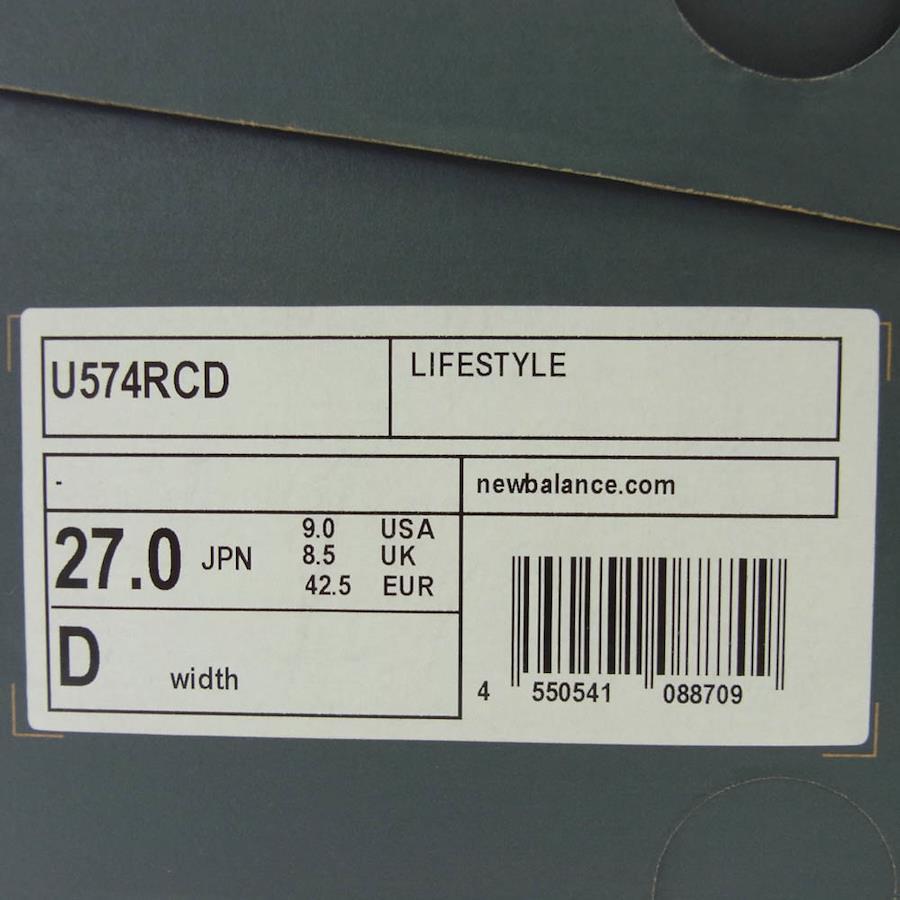 U574RCD
LIFESTYLE
-
newbalance.com
27.0 JPN
9.0 USA
8.5 UK
42.5 EUR
D width
4 550541 088709